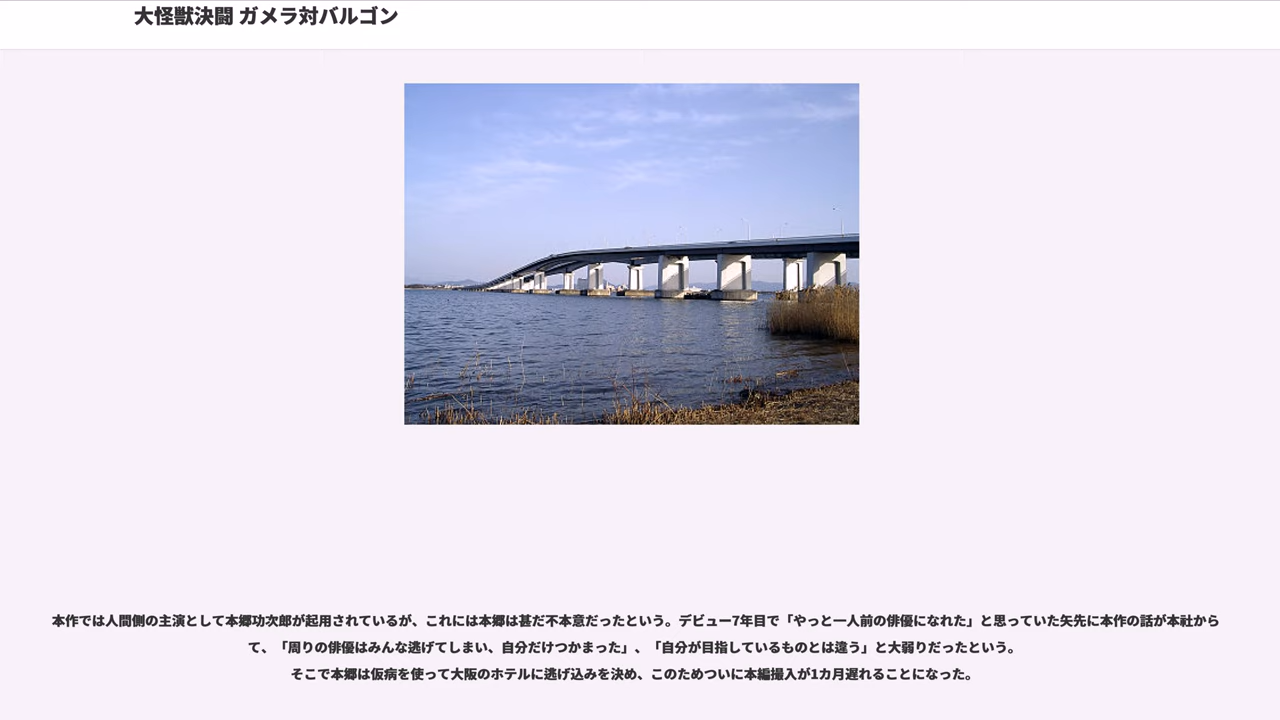 大怪獣決闘 ガメラ対バルゴン
本作では人間側の主演として本郷功次郎が起用されているが、これには本郷は甚だ不本意だったという。デビュー7年目で「やっと一人前の俳優になれた」と思っていた矢先に本作の話が本社から
て、「周りの俳優はみんな逃げてしまい、自分だけつかまった」、「自分が目指しているものとは違う」と大弱りだったという。
そこで本郷は仮病を使って大阪のホテルに逃げ込みを決め、このためついに本編撮入が1カ月遅れることになった。